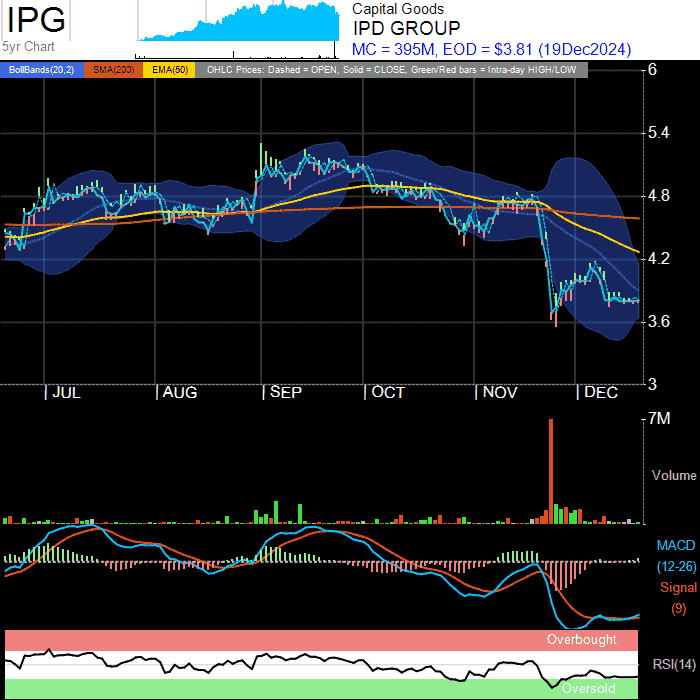 IPG
5yr Chart
Capital Goods
IPD GROUP
MC = 395M, EOD = $3.81 (19Dec2024)
BollBands(20,2) SMA(200) EMA(50) OHLC Prices: Dashed = OPEN, Solid = CLOSE, Green/Red bars = Intra-day HIGH/LOW
6
5.4
4.8
4.2
3.6
3
| JUL | AUG | SEP | OCT | NOV | DEC
7M
Volume
MACD
(12-26)
Signal
(9)
Overbought
RSI(14)
Oversold